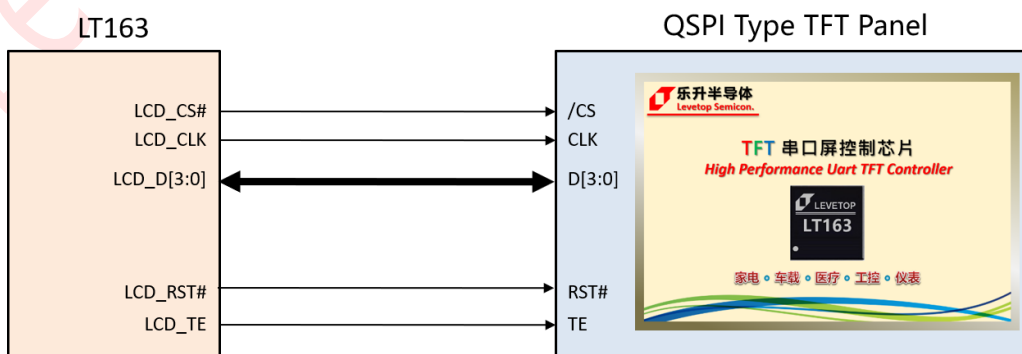 LT163
QSPI Type TFT Panel
LCD_CS#
/CS
LCD_CLK
CLK
LCD_D[3:0]
D[3:0]
LCD_RST#
RST#
LCD_TE
TE
乐升半导体
Levetop Semicon.
TFT 串口屏控制芯片
High Performance Uart TFT Controller
LEVETOP
LT163
家电 • 车载 • 医疗 • 工控 • 仪表